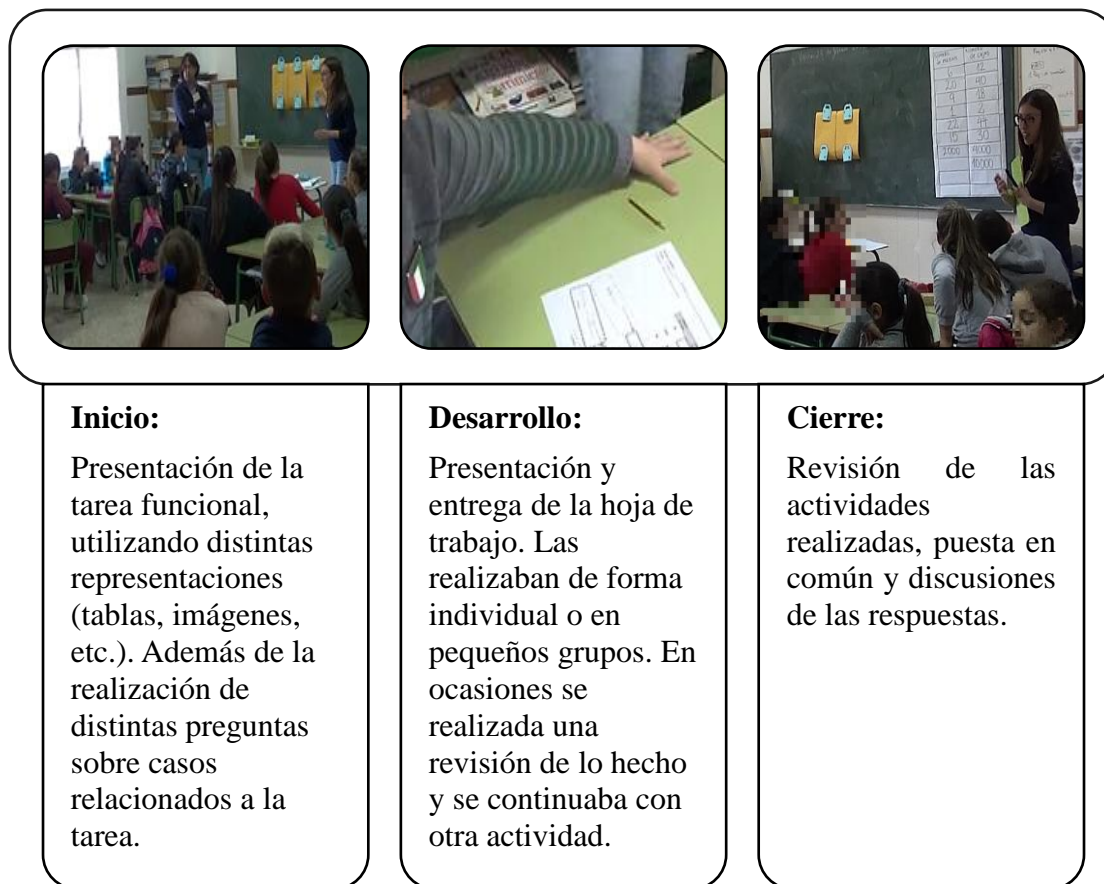 Inicio:
Presentación de la
tarea funcional,
utilizando distintas
representaciones
(tablas, imágenes,
etc.). Además de la
realización de
distintas preguntas
sobre casos
relacionados a la
tarea.
Desarrollo:
Presentación y
entrega de la hoja de
trabajo. Las
realizaban de forma
individual o en
pequeños grupos. En
ocasiones se
realizada una
revisión de lo hecho
y se continuaba con
otra actividad.
Cierre:
Revisión de las
actividades
realizadas, puesta en
común y discusiones
de las respuestas.